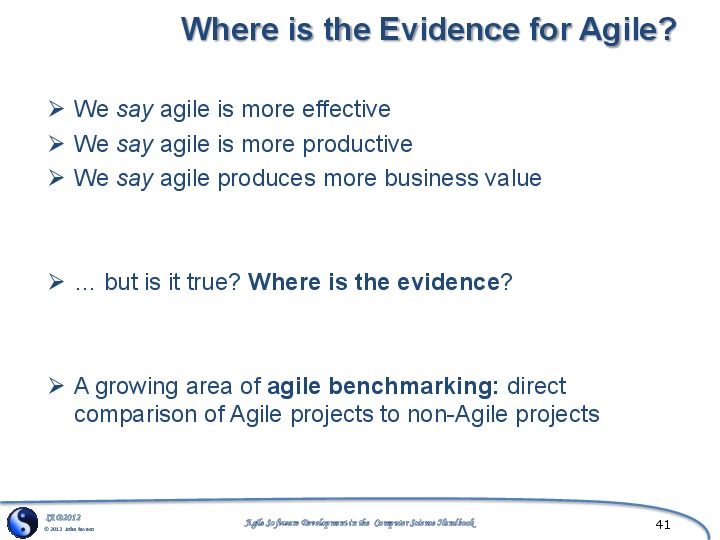 Where is the Evidence for Agile?
➢ We say agile is more effective
➢ We say agile is more productive
➢ We say agile produces more business value
➢ … but is it true? Where is the evidence?
➢ A growing area of agile benchmarking: direct
comparison of Agile projects to non-Agile projects
© 2012 John
Agile Software Development in the Computer Science Handbook
41